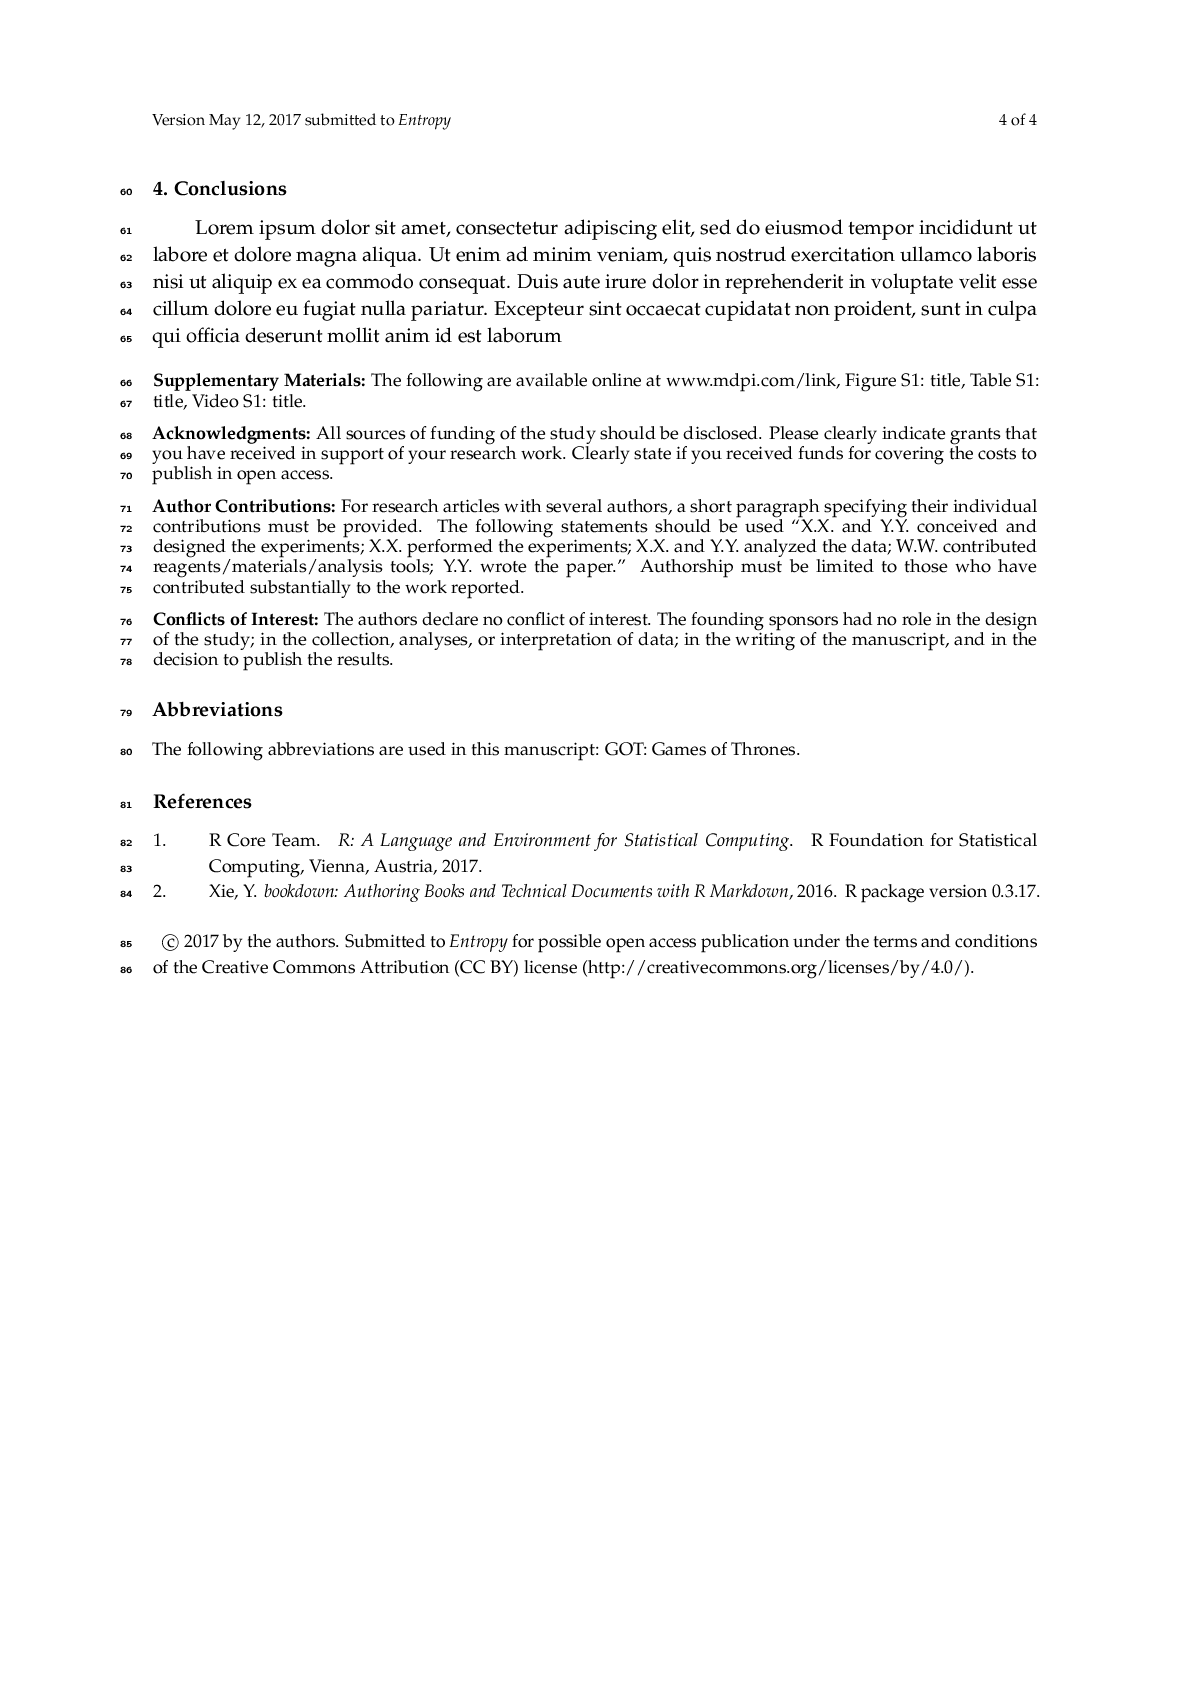 Version May 12, 2017 submitted to Entropy 4 of 4
60 4. Conclusions
61 Lorem ipsum dolor sit amet, consectetur adipiscing elit, sed do eiusmod tempor incididunt ut
62 labore et dolore magna aliqua. Ut enim ad minim veniam, quis nostrud exercitation ullamco laboris
63 nisi ut aliquip ex ea commodo consequat. Duis aute irure dolor in reprehenderit in voluptate velit esse
64 cillum dolore eu fugiat nulla pariatur. Excepteur sint occaecat cupidatat non proident, sunt in culpa
65 qui officia deserunt mollit anim id est laborum
66 Supplementary Materials: The following are available online at www.mdpi.com/link, Figure S1: title, Table S1:
67 title, Video S1: title.
68 Acknowledgments: All sources of funding of the study should be disclosed. Please clearly indicate grants that
69 you have received in support of your research work. Clearly state if you received funds for covering the costs to
70 publish in open access.
71 Author Contributions: For research articles with several authors, a short paragraph specifying their individual
72 contributions must be provided. The following statements should be used “X.X. and Y.Y. conceived and
73 designed the experiments; X.X. performed the experiments; X.X. and Y.Y. analyzed the data; W.W. contributed
74 reagents/materials/analysis tools; Y.Y. wrote the paper.” Authorship must be limited to those who have
75 contributed substantially to the work reported.
76 Conflicts of Interest: The authors declare no conflict of interest. The founding sponsors had no role in the design
77 of the study; in the collection, analyses, or interpretation of data; in the writing of the manuscript, and in the
78 decision to publish the results.
79 Abbreviations
80 The following abbreviations are used in this manuscript: GOT: Games of Thrones.
81 References
82 1. R Core Team. R: A Language and Environment for Statistical Computing. R Foundation for Statistical
83 Computing, Vienna, Austria, 2017.
84 2. Xie, Y. bookdown: Authoring Books and Technical Documents with R Markdown, 2016. R package version 0.3.17.
85 © 2017 by the authors. Submitted to Entropy for possible open access publication under the terms and conditions
86 of the Creative Commons Attribution (CC BY) license (http://creativecommons.org/licenses/by/4.0/).